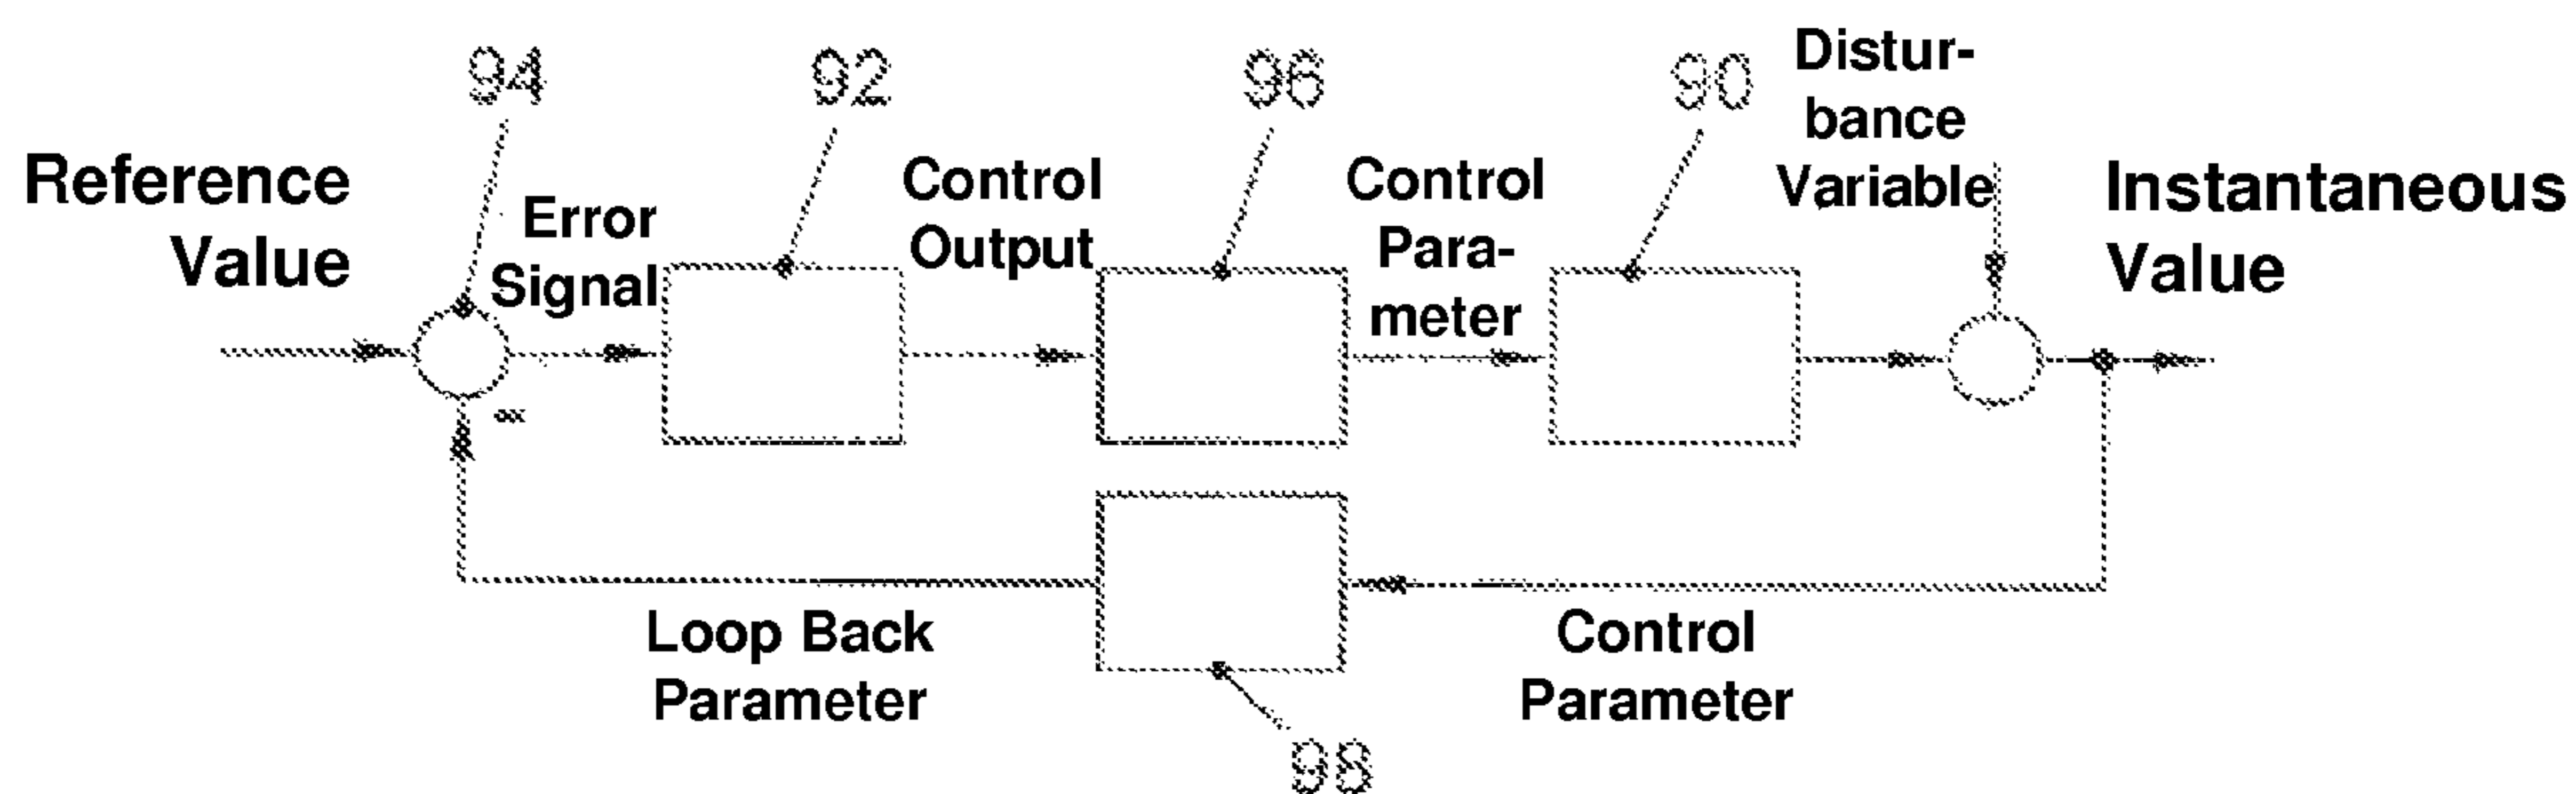 94
92
96
90
Distur-
bance
Variable
Reference
Value
Error
Signal
Control
Output
Control
Para-
meter
Instantaneous
Value
-
Loop Back
Parameter
Control
Parameter
98